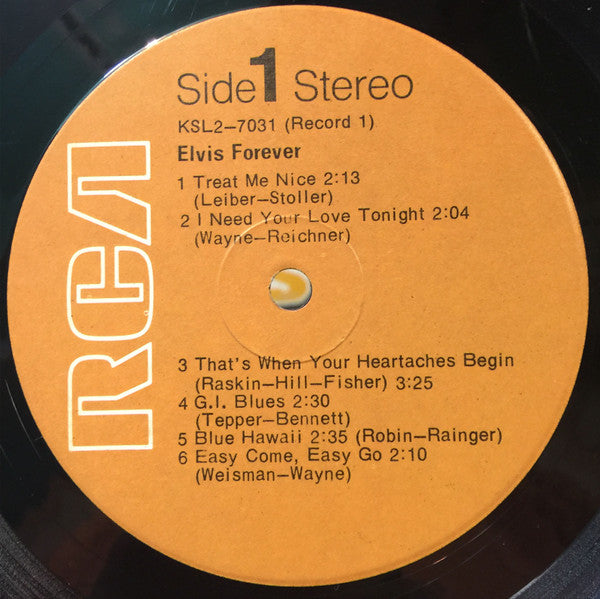 Side 1 Stereo
KSL2-7031 (Record 1)
Elvis Forever
1 Treat Me Nice 2:13
(Leiber-Stoller)
2 I Need Your Love Tonight 2:04
(Wayne-Reichner)
RCA
3 That's When Your Heartaches Begin
(Raskin-Hill-Fisher) 3:25
4 G.I. Blues 2:30
(Tepper-Bennett)
5 Blue Hawaii 2:35 (Robin-Rainger)
6 Easy Come, Easy Go 2:10
(Weisman-Wayne)